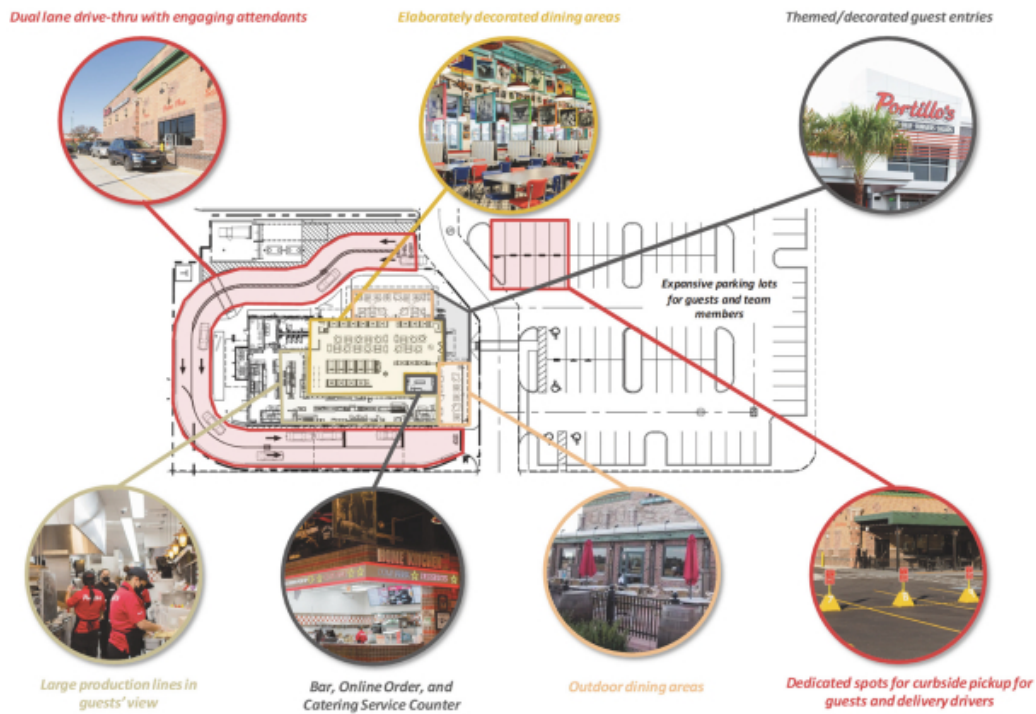 Dual lane drive-thru with engaging attendants
Elaborately decorated dining areas
Themed/decorated guest entries
Portillo's
Expansive parking lots
for guests and team
members
Large production lines in
guests' view
Bar, Online Order, and
Catering Service Counter
Outdoor dining areas
Dedicated spots for curbside pickup for
guests and delivery drivers